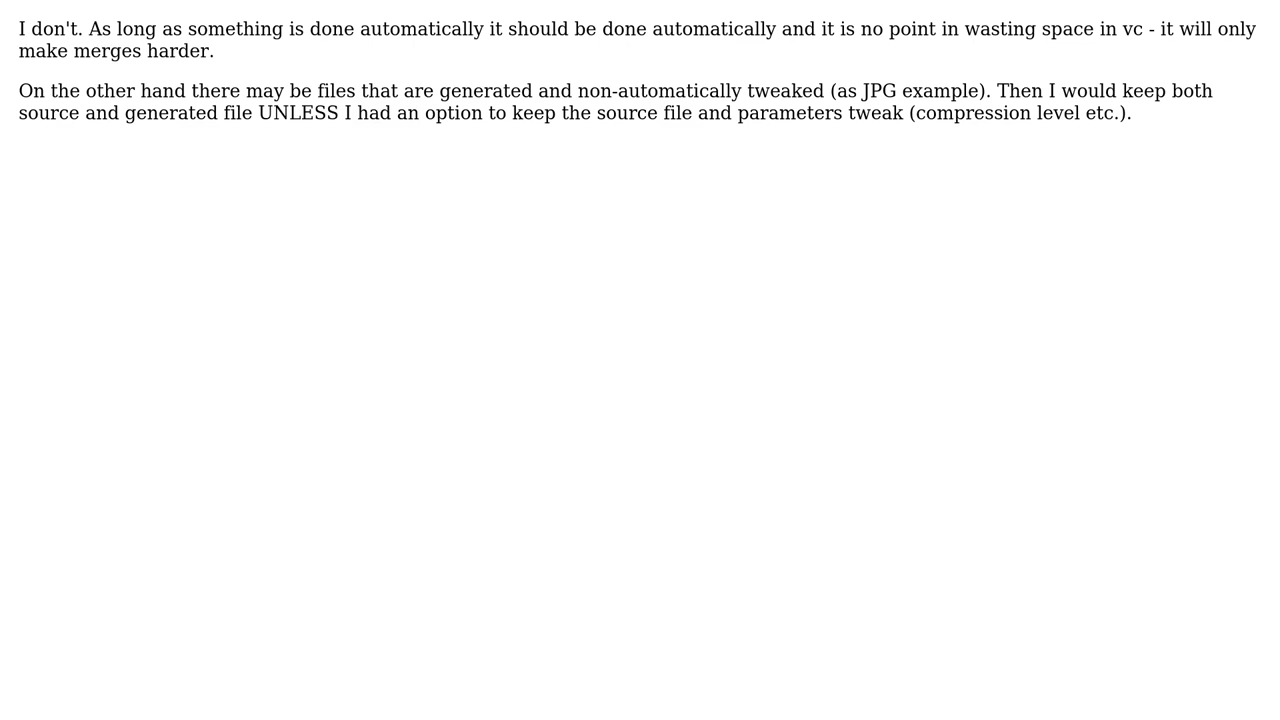 I don't. As long as something is done automatically it should be done automatically and it is no point in wasting space in vc - it will only
make merges harder.
On the other hand there may be files that are generated and non-automatically tweaked (as JPG example). Then I would keep both
source and generated file UNLESS I had an option to keep the source file and parameters tweak (compression level etc.).